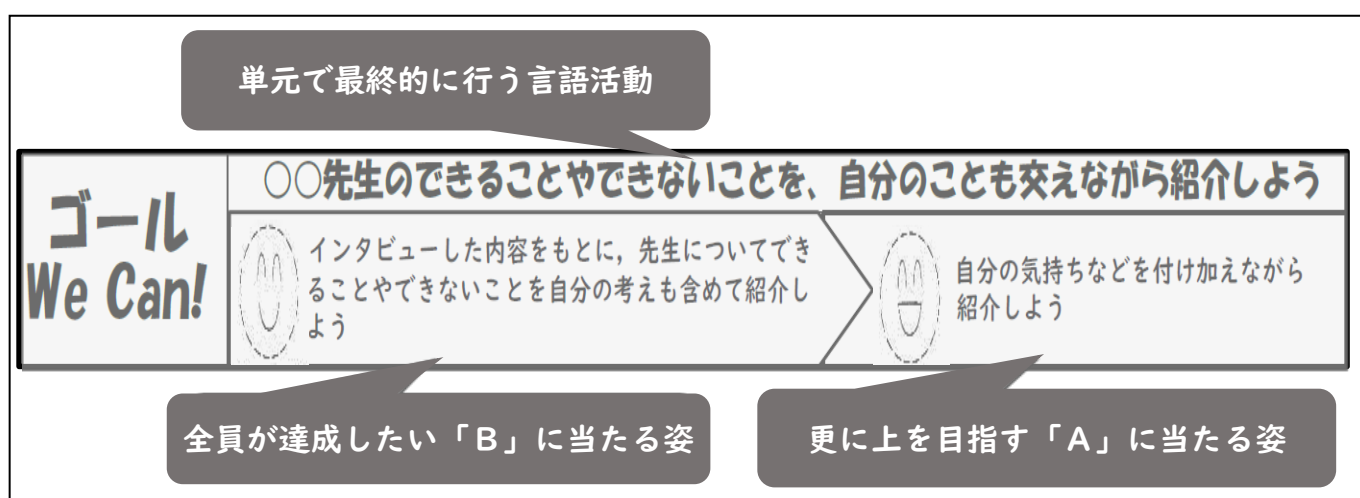 単元で最終的に行う言語活動
ゴール
We Can!
○○先生のできることやできないことを、自分のことも交えながら紹介しよう
インタビューした内容をもとに，先生についてでき
ることやできないことを自分の考えも含めて紹介し
よう
自分の気持ちなどを付け加えながら
紹介しよう
全員が達成したい「Ｂ」に当たる姿
更に上を目指す「Ａ」に当たる姿